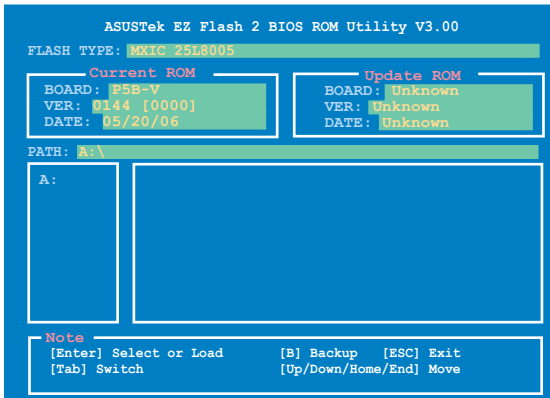 ASUSTek EZ Flash 2 BIOS ROM Utility V3.00
FLASH TYPE: MXIC 25L8005
Current ROM
BOARD: P5B-V
VER: 0144 [0000]
DATE: 05/20/06
Update ROM
BOARD: Unknown
VER: Unknown
DATE: Unknown
PATH: A:\
A:
Note
[Enter] Select or Load [B] Backup [ESC] Exit
[Tab] Switch [Up/Down/Home/End] Move